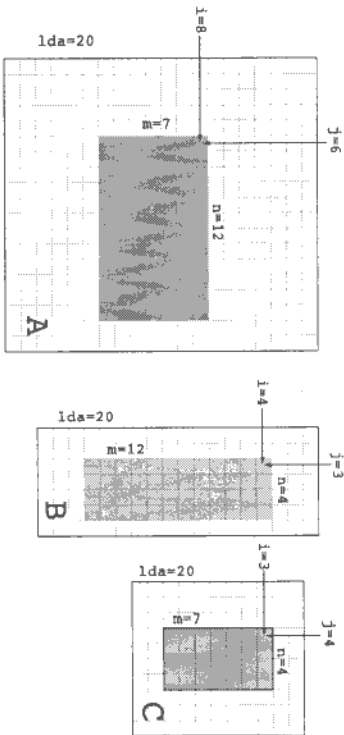 i=8
j=6
lda=20
m=7
n=12
A
i=4
j=3
lda=20
m=12
n=4
B
i=3
j=4
lda=20
m=7
n=4
C